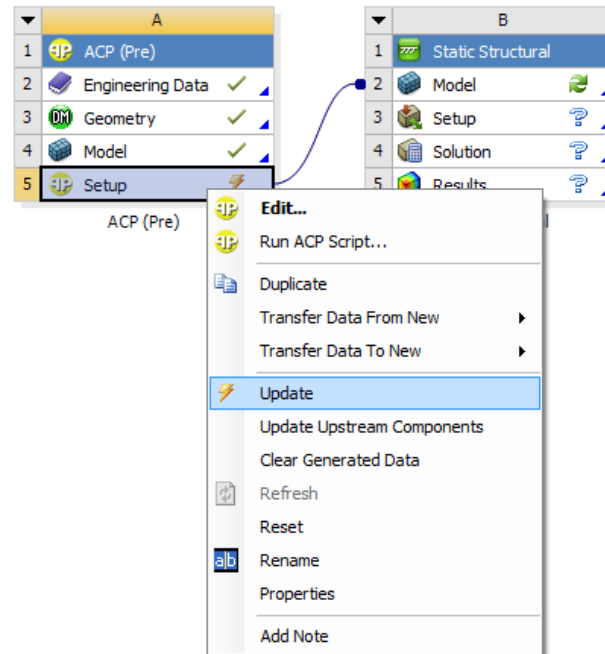 A
1 ACP (Pre)
2 Engineering Data
3 DM Geometry
4 Model
5 Setup
ACP (Pre)
B
1 Static Structural
2 Model
3 Setup
4 Solution
5 Results
Edit...
Run ACP Script...
Duplicate
Transfer Data From New
Transfer Data To New
Update
Update Upstream Components
Clear Generated Data
Refresh
Reset
a|b Rename
Properties
Add Note